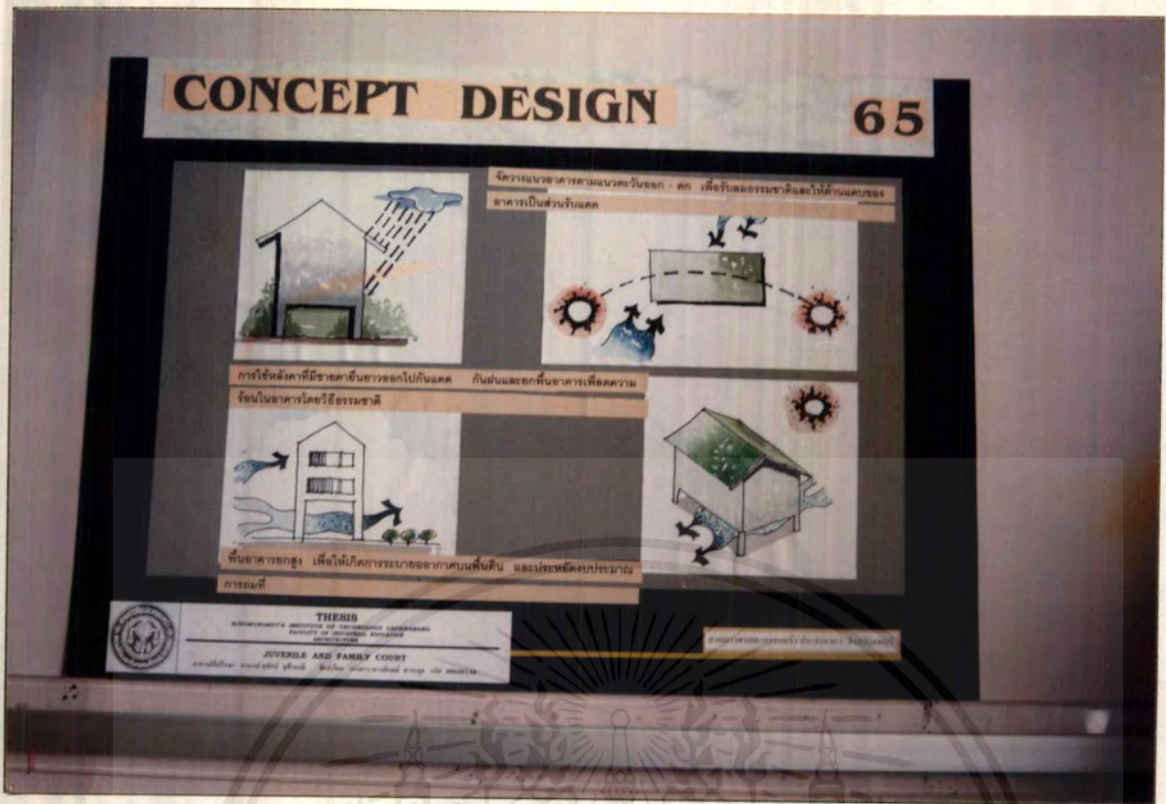 CONCEPT DESIGN
65
จัดวางแนวอาคารตามแนวตะวันออก - ตก เพื่อรับลมธรรมชาติและให้ด้านแคบของ
อาคารเป็นส่วนรับแดด
การใช้หลังคาที่มีชายคายื่นยาวออกไปกันแดด กันฝนและยกพื้นอาคารเพื่อลดความ
ร้อนในอาคารโดยวิธีธรรมชาติ
พื้นอาคารยกสูง เพื่อให้เกิดการระบายออากาศบนพื้นดิน และประหยัดงบประมาณ
การถมที่
THESIS
KINGMONGKUT'S INSTITUTE OF TECHNOLOGY LADKRABANG
FACULTY OF INDUSTRIAL EDUCATION
ARCHITECTURE
JUVENILE AND FAMILY COURT